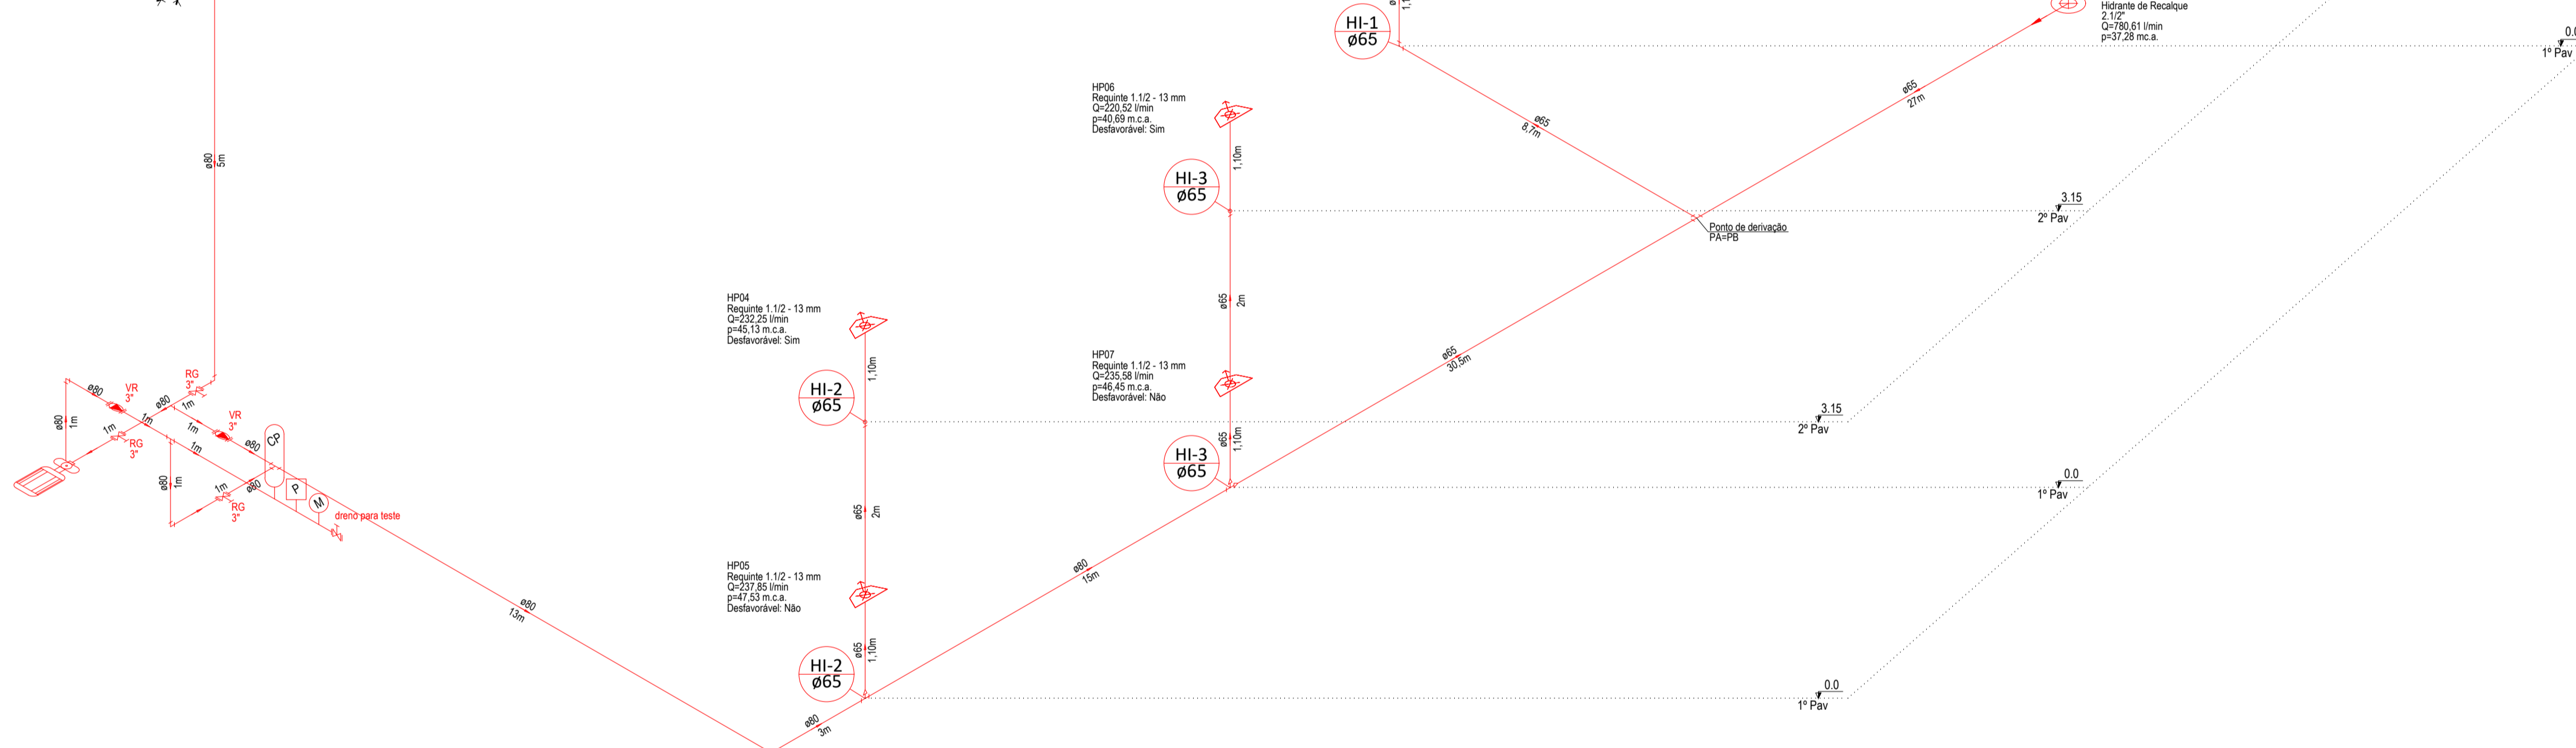 Hidrante de Recalque
2.1/2"
Q=780,61 l/min
p=37,28 mc.a.
HI-1
ø65
1º Pav
ø65
27m
ø65
8,7m
HP06
Requinte 1.1/2 - 13 mm
Q=220,52 l/min
p=40,69 m.c.a.
Desfavorável: Sim
1,10m
HI-3
ø65
3.15
2º Pav
Ponto de derivação
PA=PB
ø80
5m
ø65
2m
HP04
Requinte 1.1/2 - 13 mm
Q=232,25 l/min
p=45,13 m.c.a.
Desfavorável: Sim
1,10m
HI-2
ø65
3.15
2º Pav
HP07
Requinte 1.1/2 - 13 mm
Q=235,58 l/min
p=46,45 m.c.a.
Desfavorável: Não
ø65
1,10m
HI-3
ø65
0.0
1º Pav
ø65
30,5m
ø80
VR
3"
1m
RG
3"
ø80
1m
ø80
1m
1m
RG
3"
1m
VR
3"
ø80
1m
CP
ø80
1m
1m
RG
3"
ø80
P
M
dreno para teste
ø65
2m
HP05
Requinte 1.1/2 - 13 mm
Q=237,85 l/min
p=47,53 m.c.a.
Desfavorável: Não
ø80
15m
ø80
13m
ø65
1,10m
HI-2
ø65
0.0
1º Pav
ø80
3m